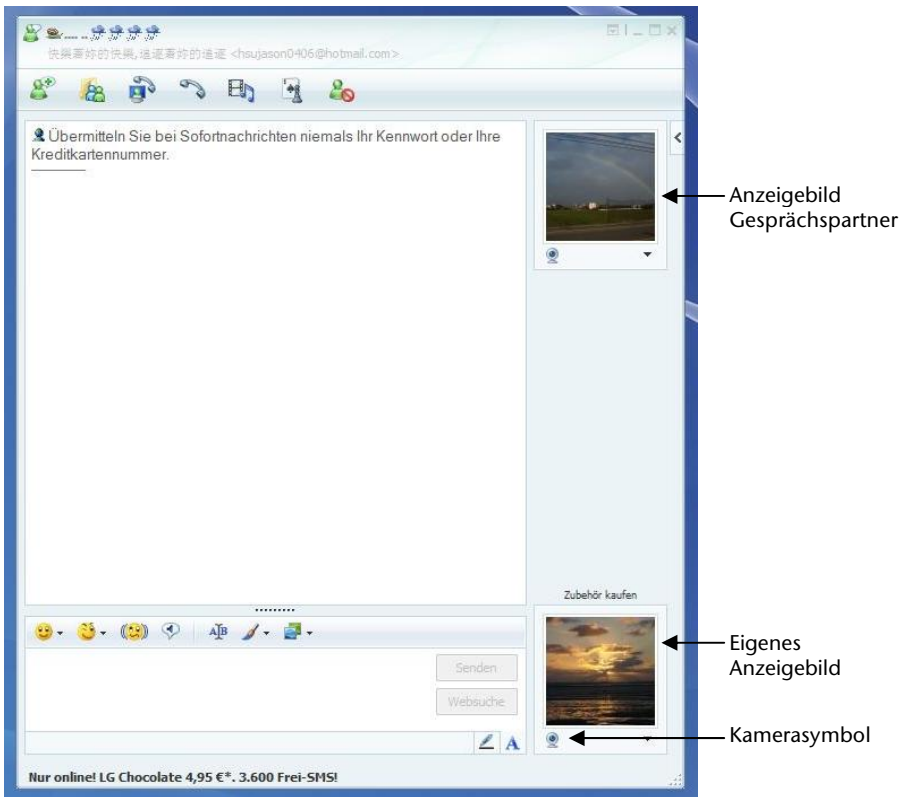 快樂著妳的快樂,追逐著妳的追逐 <hsujason0406@hotmail.com>
Übermitteln Sie bei Sofortnachrichten niemals Ihr Kennwort oder Ihre
Kreditkartennummer.
Anzeigebild
Gesprächspartner
Zubehör kaufen
Senden
Websuche
Eigenes
Anzeigebild
Kamerasymbol
Nur online! LG Chocolate 4,95 €*. 3.600 Frei-SMS!